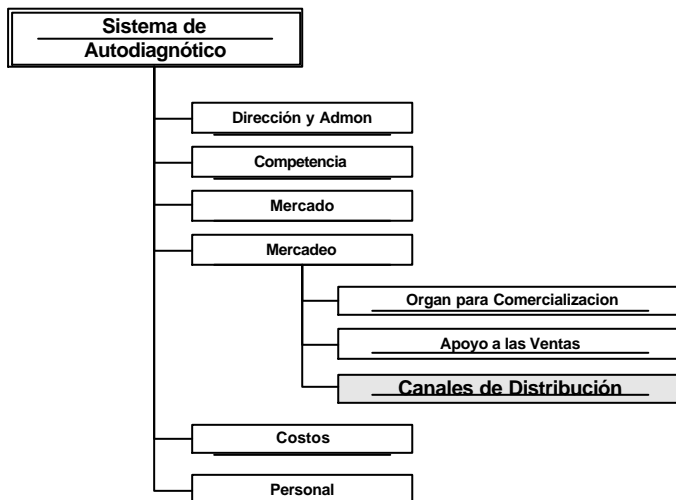 Sistema de
Autodiagnótico
Dirección y Admon
Competencia
Mercado
Mercadeo
Organ para Comercializacion
Apoyo a las Ventas
Canales de Distribución
Costos
Personal